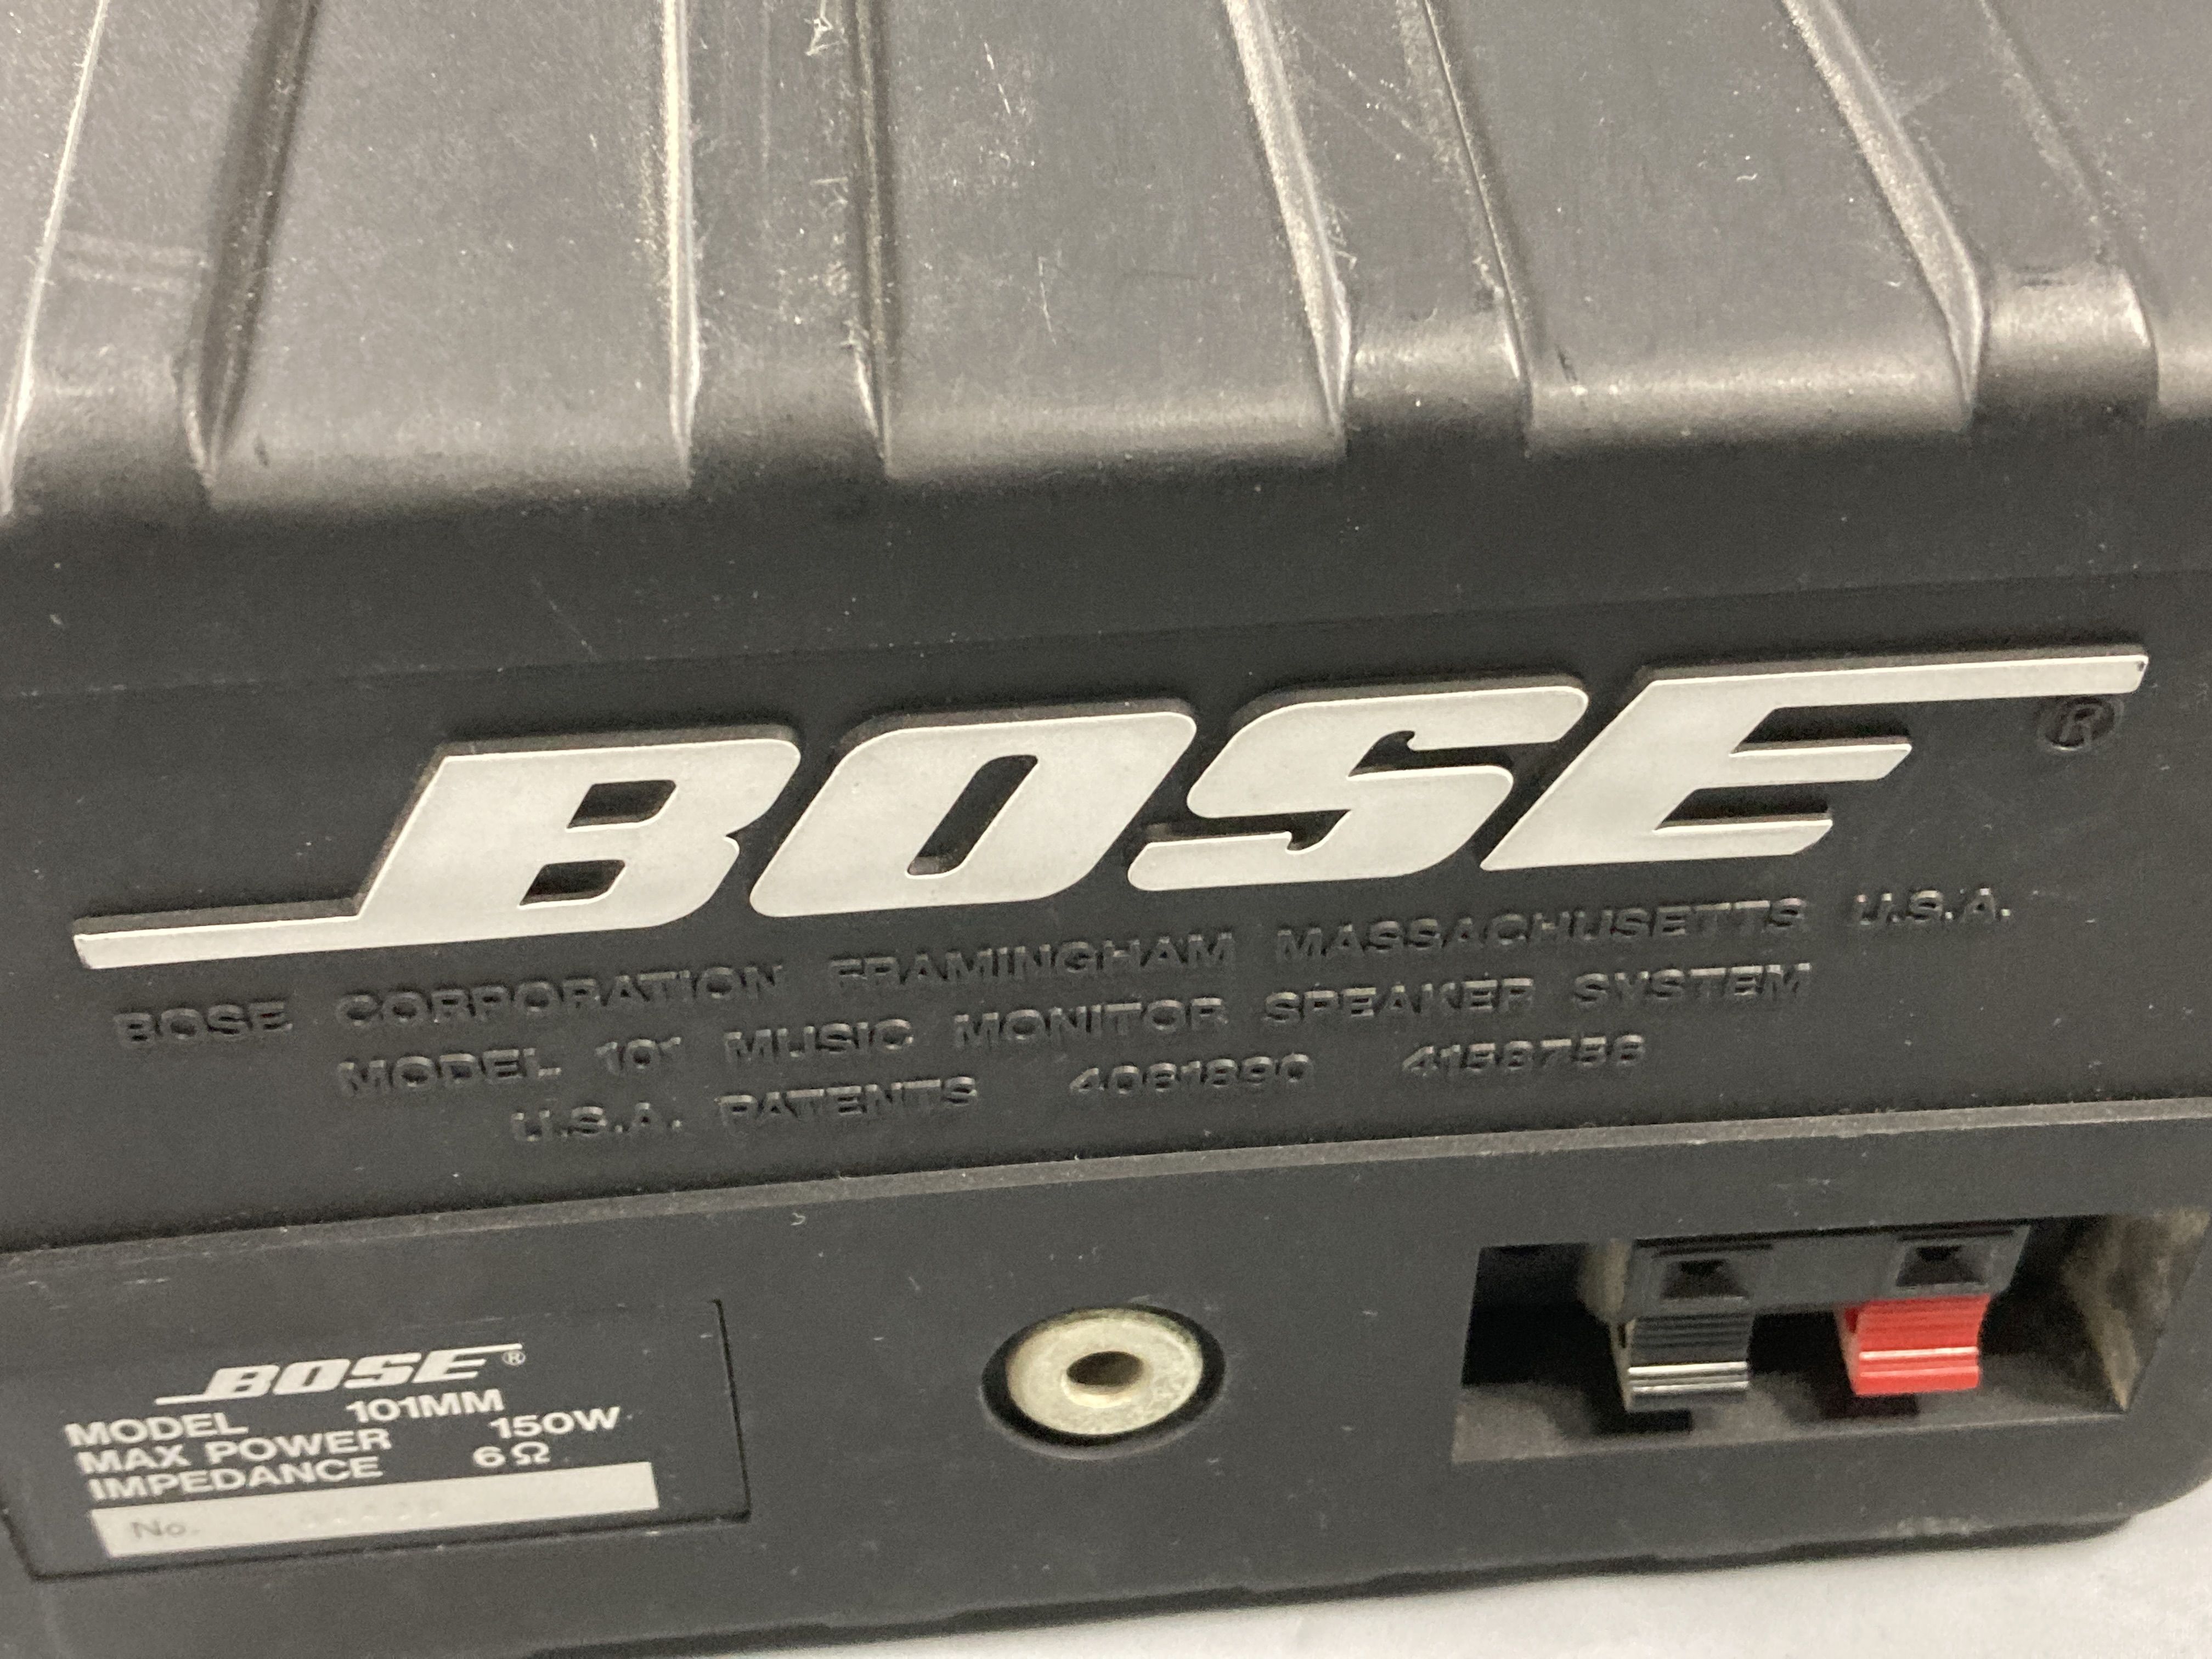 BOSE ®
BOSE CORPORATION FRAMINGHAM MASSACHUSETTS U.S.A.
MODEL 101 MUSIC MONITOR SPEAKER SYSTEM
U.S.A. PATENTS 4061890 4158756
BOSE®
MODEL 101MM
MAX POWER 150W
IMPEDANCE 6Ω
No.